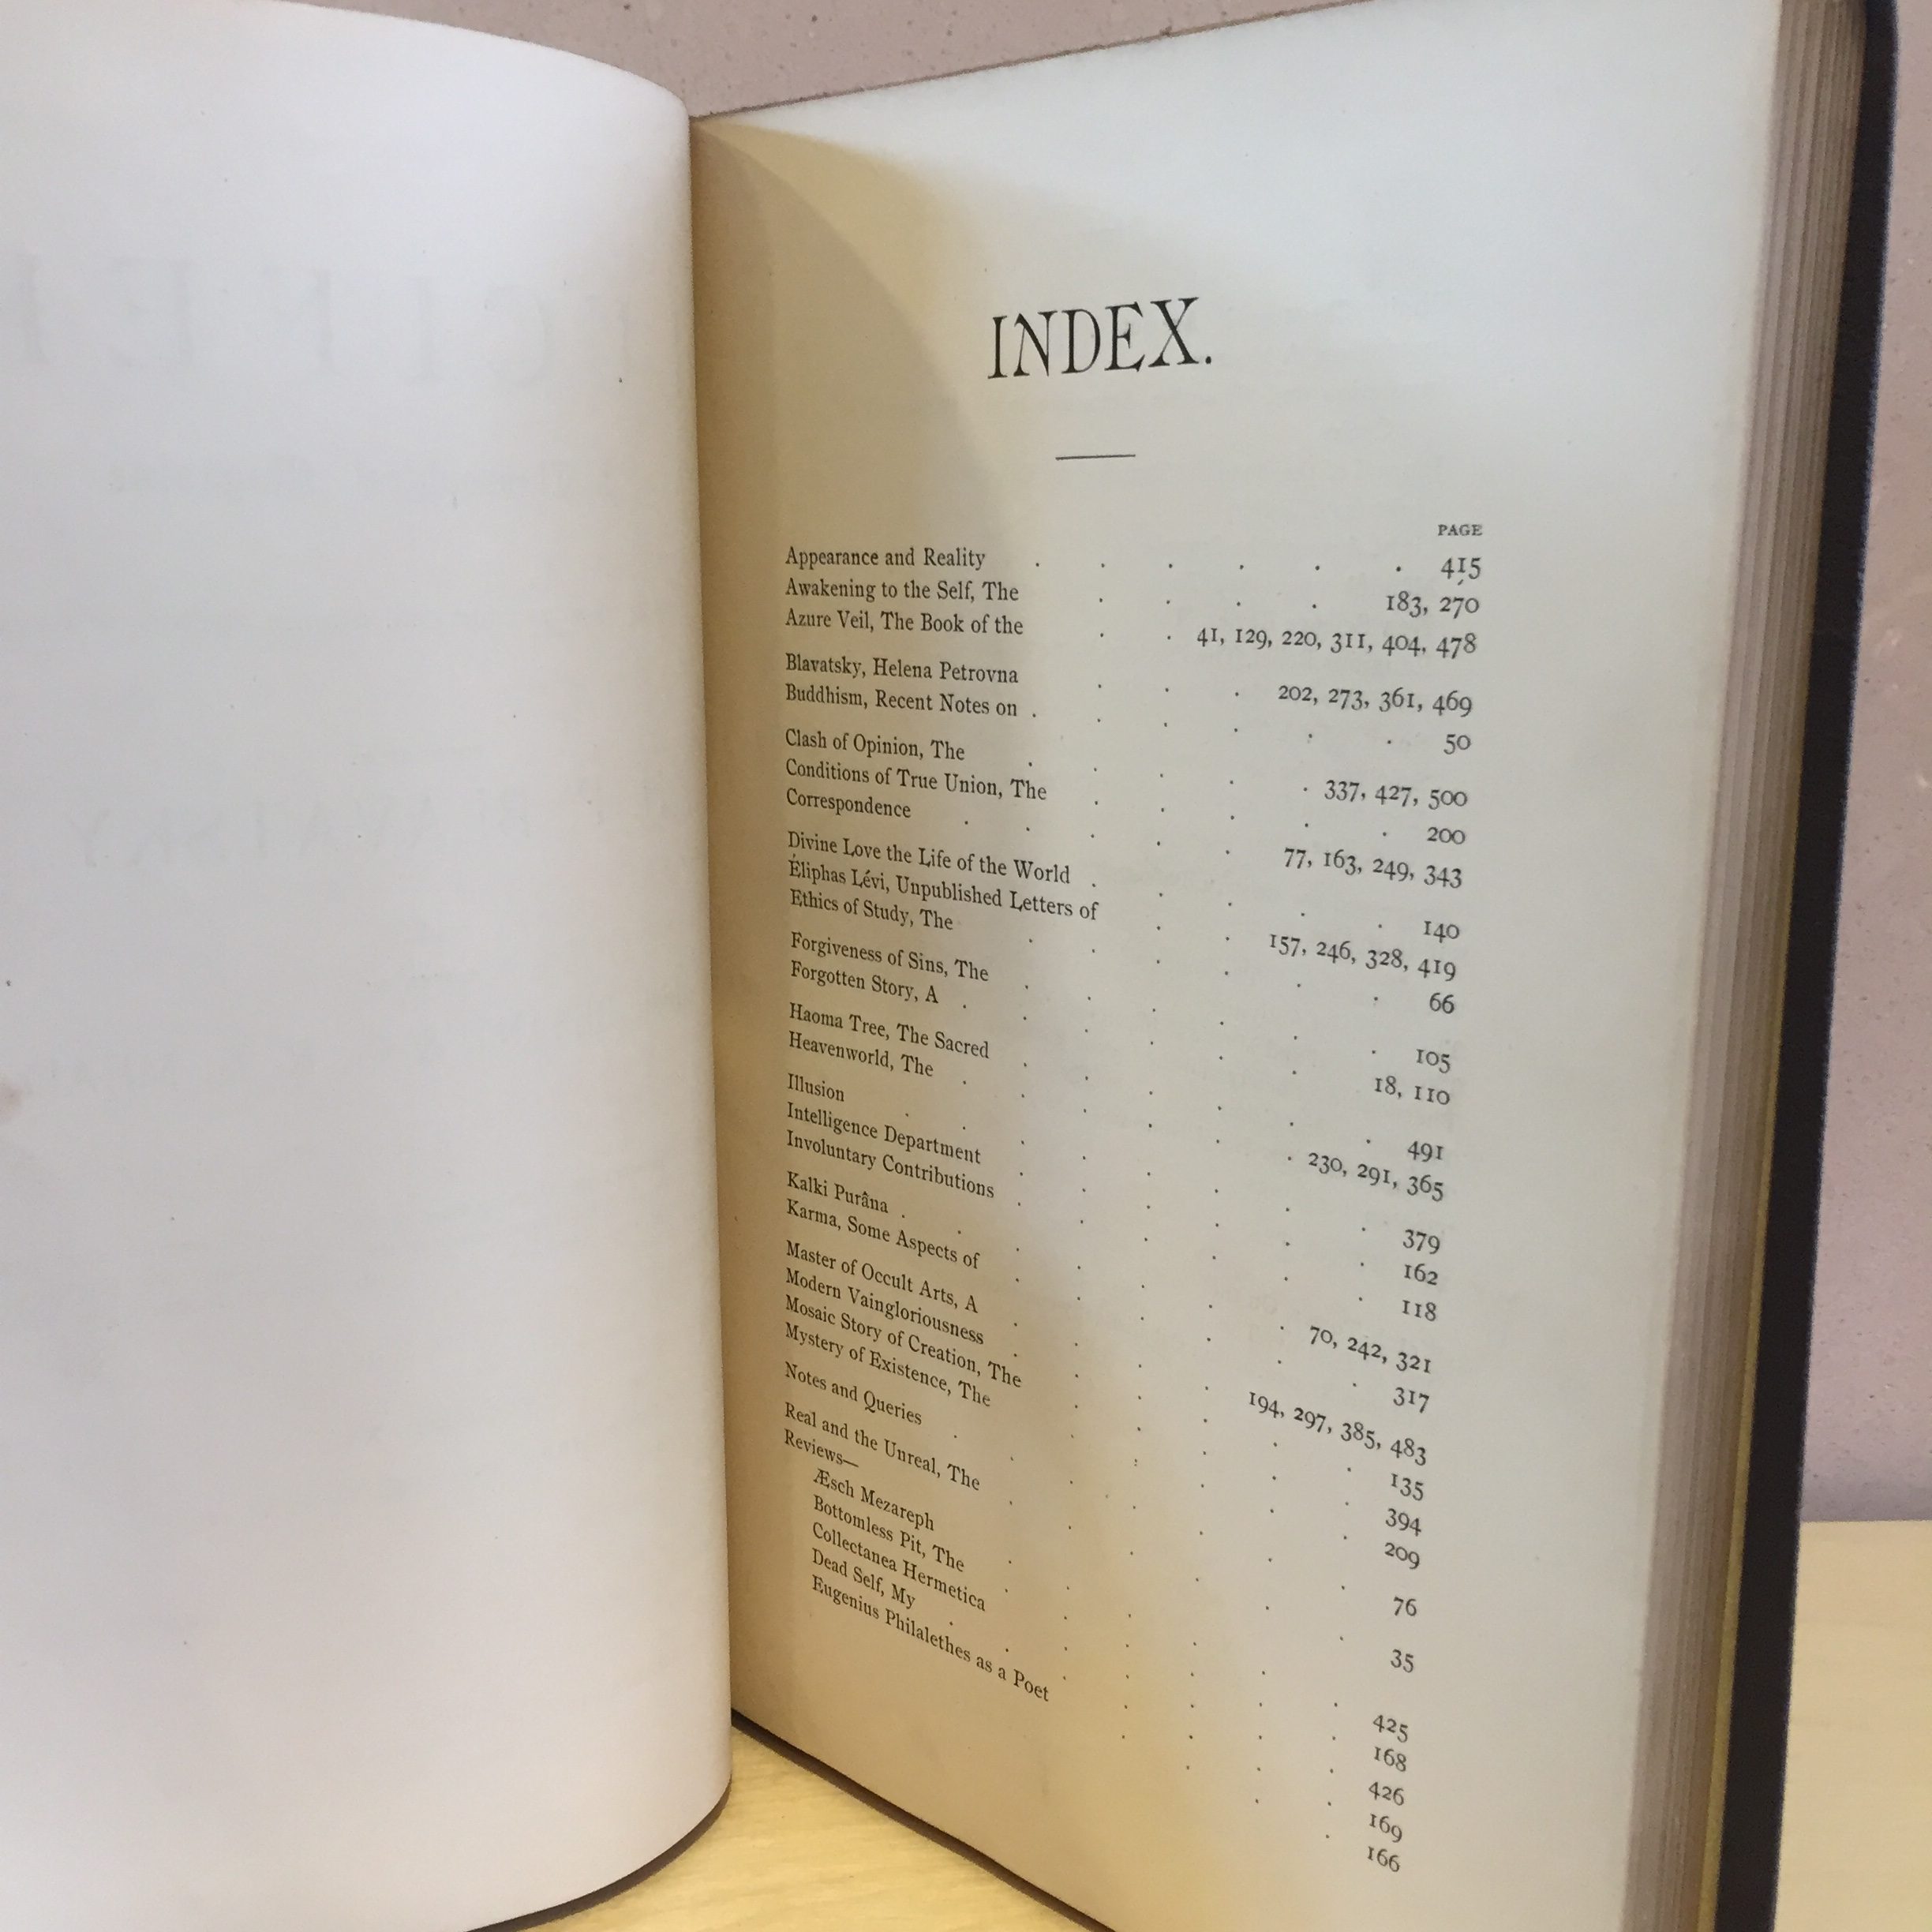 INDEX.
PAGE
Appearance and Reality . . . . . . 415
Awakening to the Self, The . . . . 183, 270
Azure Veil, The Book of the . . 41, 129, 220, 311, 404, 478
Blavatsky, Helena Petrovna . . . 202, 273, 361, 469
Buddhism, Recent Notes on . . . . . . 50
Clash of Opinion, The . . . . . 337, 427, 500
Conditions of True Union, The . . . . . 200
Correspondence . . . . . 77, 163, 249, 343
Divine Love the Life of the World . . . . . 140
Éliphas Lévi, Unpublished Letters of . . 157, 246, 328, 419
Ethics of Study, The . . . . . . 66
Forgiveness of Sins, The . . . . . . 105
Forgotten Story, A . . . . . . 18, 110
Haoma Tree, The Sacred . . . . . . 491
Heavenworld, The . . . . . . 230, 291, 365
Illusion . . . . . . . . 379
Intelligence Department . . . . . . 162
Involuntary Contributions . . . . . . 118
Kalki Purâna . . . . . . 70, 242, 321
Karma, Some Aspects of . . . . . . 317
Master of Occult Arts, A . . . . 194, 297, 385, 483
Modern Vaingloriousness . . . . . . 135
Mosaic Story of Creation, The . . . . . 394
Mystery of Existence, The . . . . . 209
Notes and Queries . . . . . . . 76
Real and the Unreal, The . . . . . . 35
Reviews—
Æsch Mezareph . . . . . . 425
Bottomless Pit, The . . . . . . 168
Collectanea Hermetica . . . . . 426
Dead Self, My . . . . . . 169
Eugenius Philalethes as a Poet . . . . 166